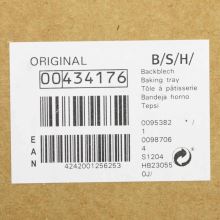 ORIGINAL
00434176
B/S/H/
Backblech
Baking tray
Tôle à pâtisserie
Bandeja horno
Tepsi
0095382
/
1
0098706
4
S1204
HB23055
0J/
EAN
4242001256253